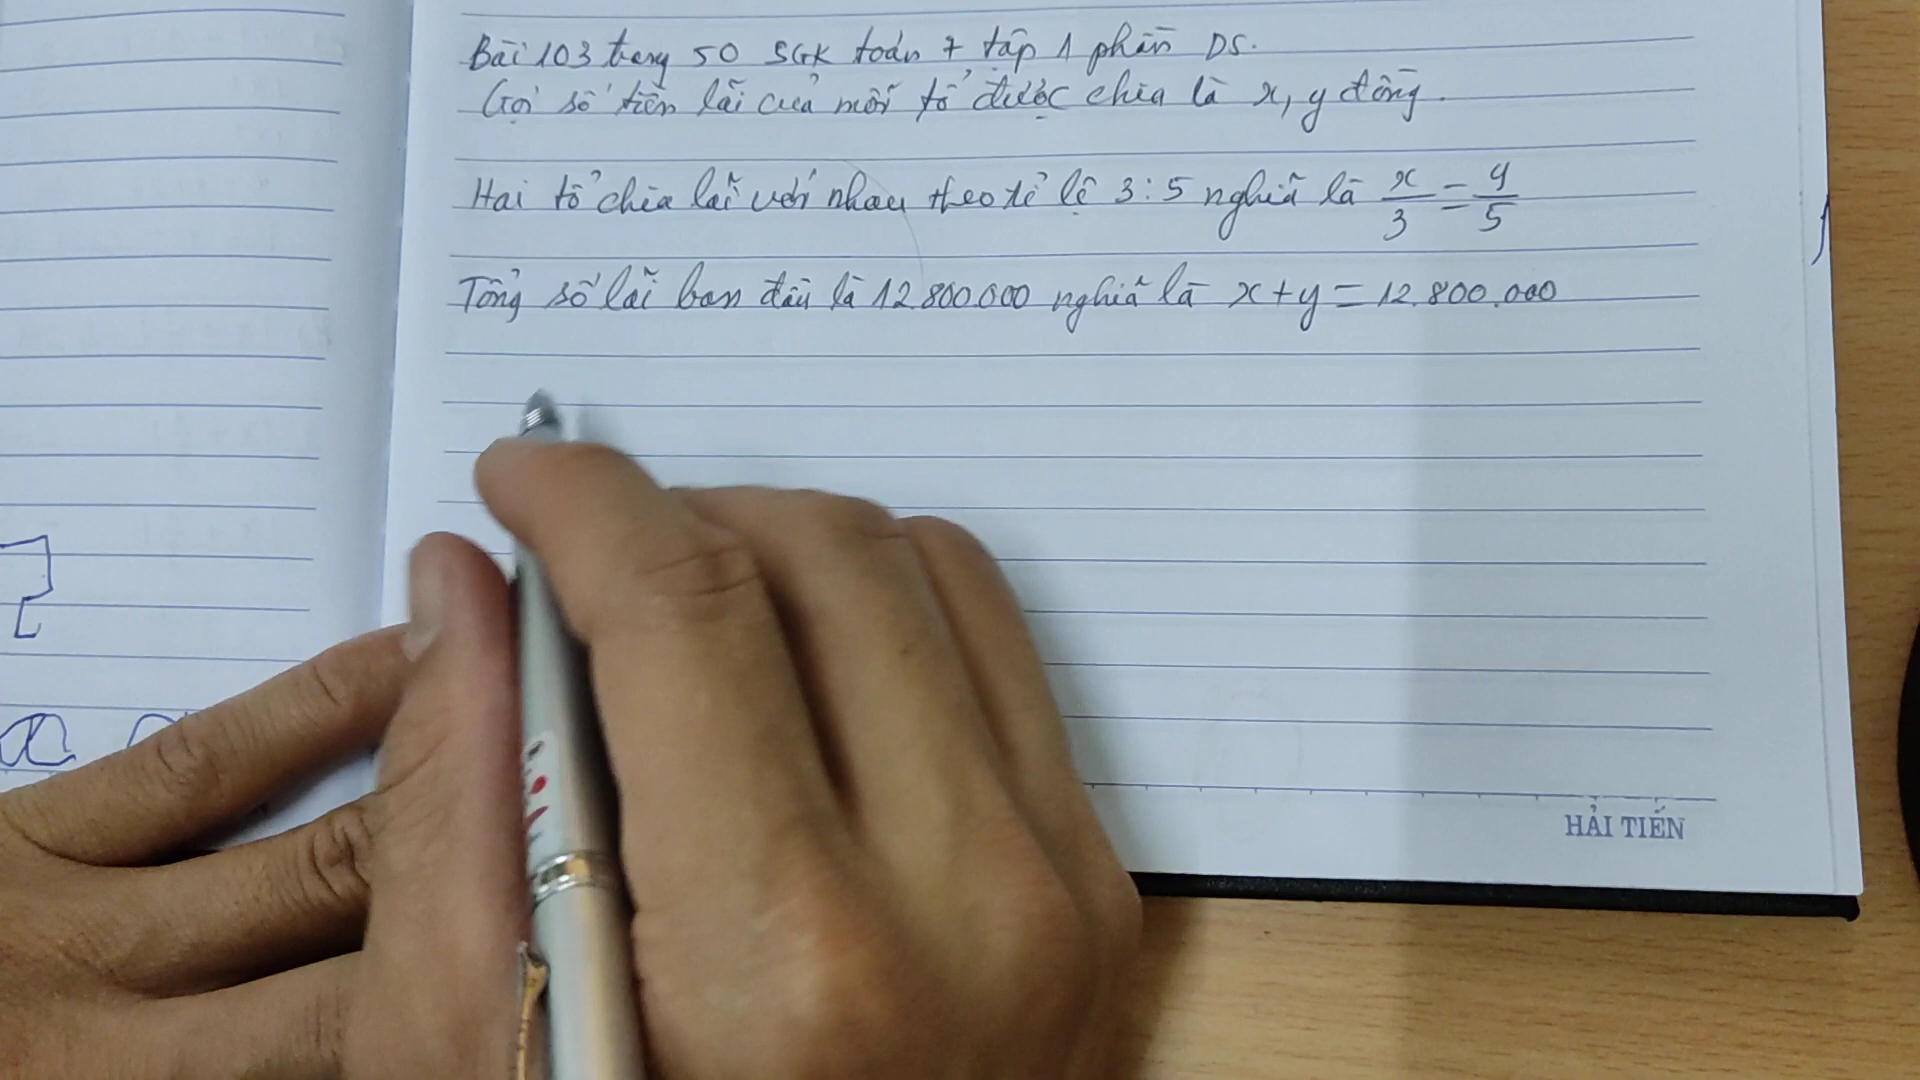 Bài 103 trang 50 SGK toán 7 tập 1 phần DS.
Gọi số tiền lãi của mỗi tổ được chia là x, y đồng.
Hai tổ chia lãi với nhau theo tỉ lệ 3:5 nghĩa là x/3 = y/5
Tổng số lãi ban đầu là 12.800.000 nghĩa là x+y = 12.800.000
HẢI TIẾN